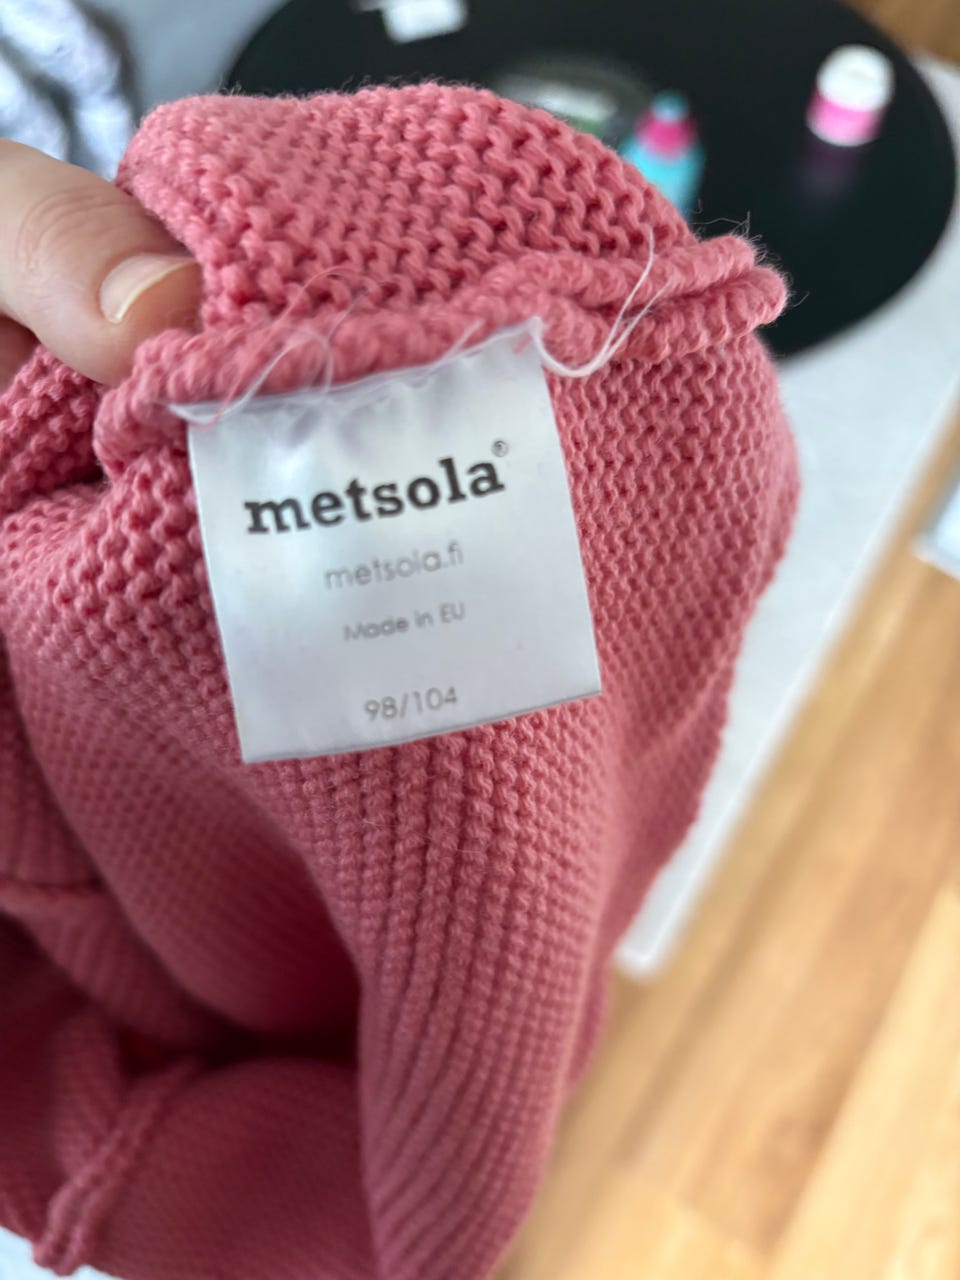 metsola®
metsola.fi
Made in EU
98/104